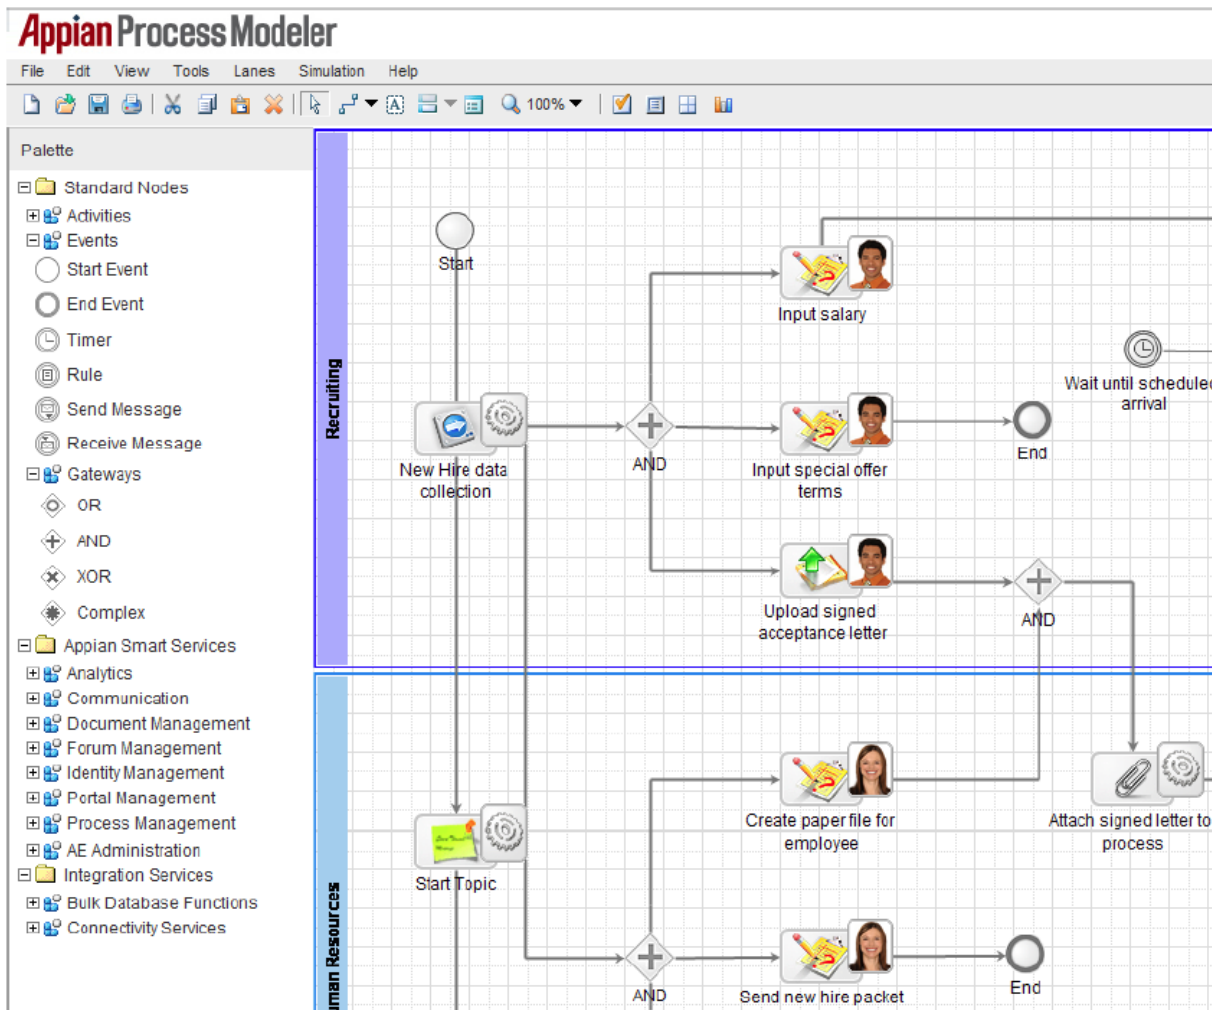 Appian Process Modeler
File Edit View Tools Lanes Simulation Help
100%
Palette
Standard Nodes
Activities
Events
Start Event
End Event
Timer
Rule
Send Message
Receive Message
Gateways
OR
AND
XOR
Complex
Appian Smart Services
Analytics
Communication
Document Management
Forum Management
Identity Management
Portal Management
Process Management
AE Administration
Integration Services
Bulk Database Functions
Connectivity Services
Recruiting
Start
Input salary
Wait until scheduled
arrival
New Hire data
collection
AND
Input special offer
terms
End
Upload signed
acceptance letter
AND
man Resources
Create paper file for
employee
Attach signed letter to
process
Start Topic
AND
Send new hire packet
End